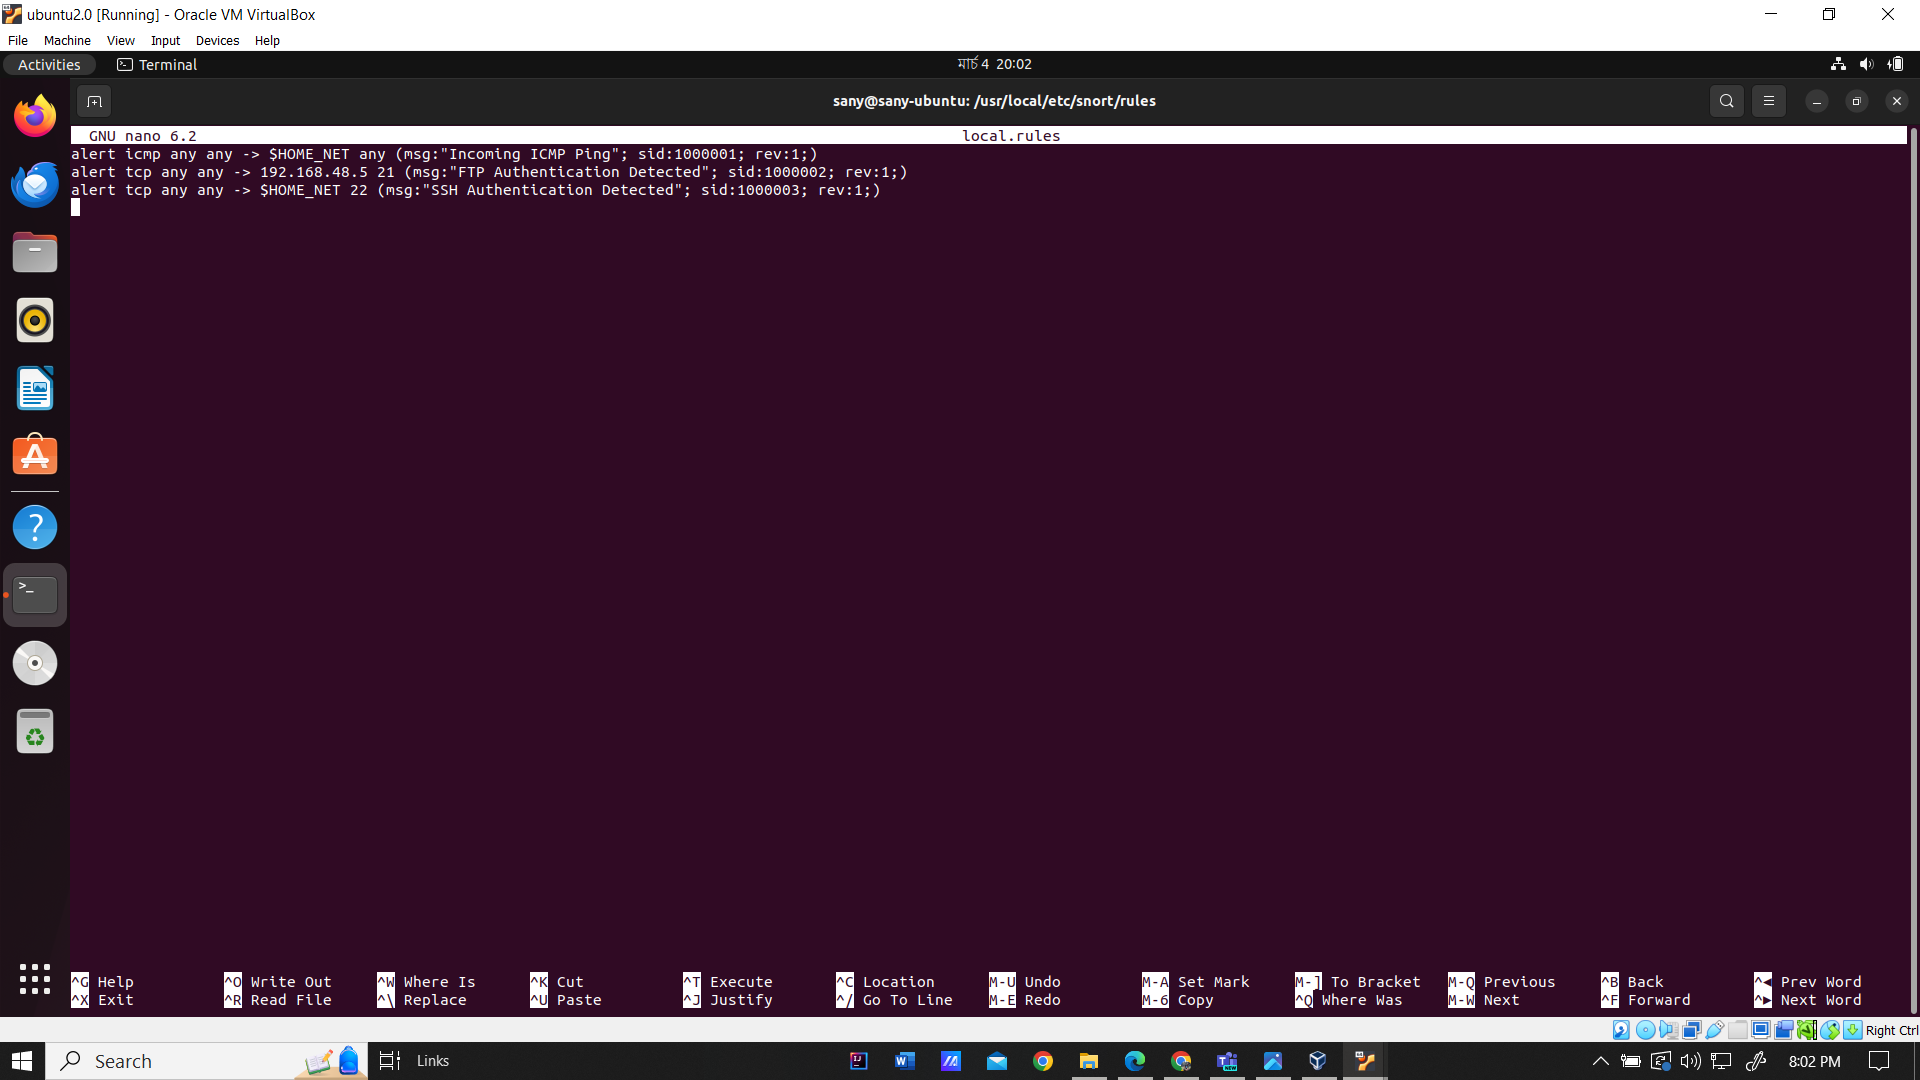 ubuntu2.0 [Running] - Oracle VM VirtualBox
File Machine View Input Devices Help
Activities Terminal মার্চ 4 20:02
sany@sany-ubuntu: /usr/local/etc/snort/rules
GNU nano 6.2 local.rules
alert icmp any any -> $HOME_NET any (msg:"Incoming ICMP Ping"; sid:1000001; rev:1;)
alert tcp any any -> 192.168.48.5 21 (msg:"FTP Authentication Detected"; sid:1000002; rev:1;)
alert tcp any any -> $HOME_NET 22 (msg:"SSH Authentication Detected"; sid:1000003; rev:1;)
^G Help ^O Write Out ^W Where Is ^K Cut ^T Execute ^C Location M-U Undo M-A Set Mark M-] To Bracket M-Q Previous ^B Back ^◀ Prev Word
^X Exit ^R Read File ^\ Replace ^U Paste ^J Justify ^/ Go To Line M-E Redo M-6 Copy ^Q Where Was M-W Next ^F Forward ^▶ Next Word
Right Ctrl
Search Links 8:02 PM